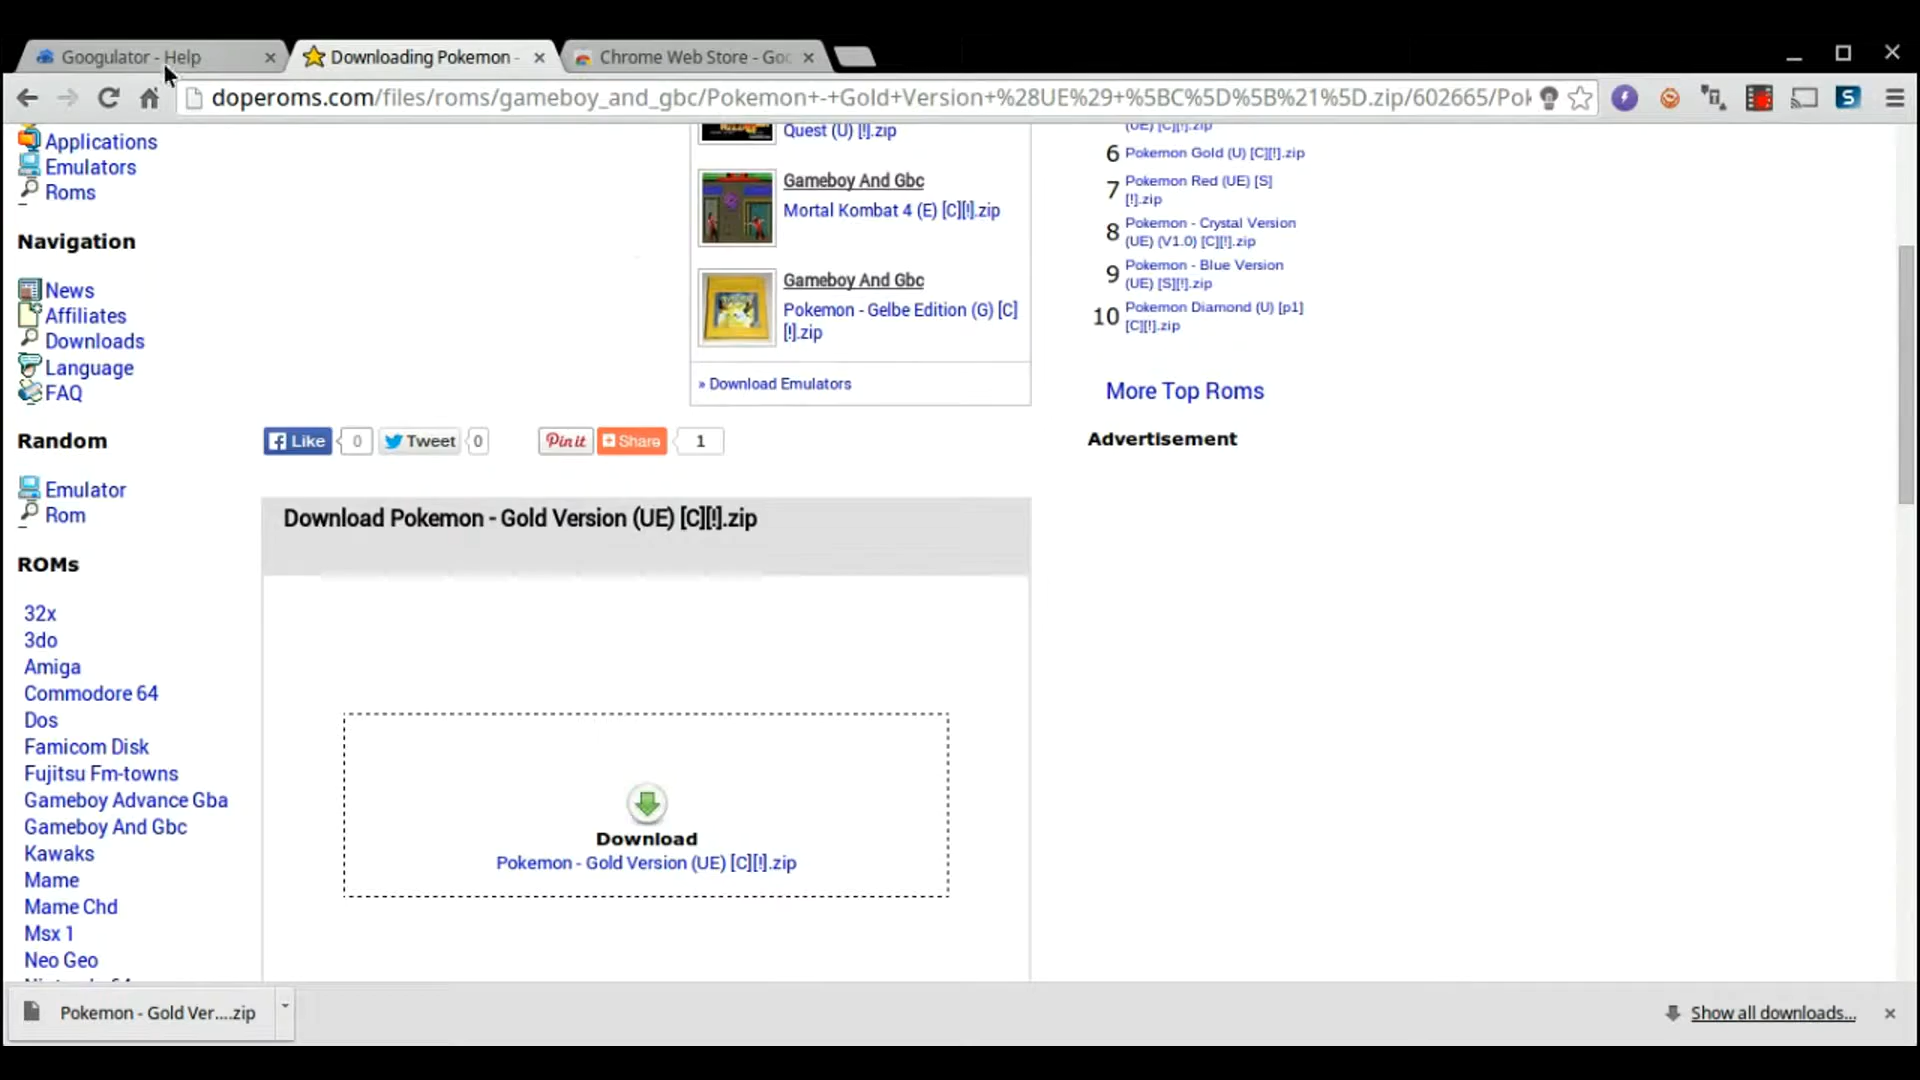 Googulator - Help
Downloading Pokemon -
Chrome Web Store - Goo
doperoms.com/files/roms/gameboy_and_gbc/Pokemon+-+Gold+Version+%28UE%29+%5BC%5D%5B%21%5D.zip/602665/Pok
Applications
Emulators
Roms
Navigation
News
Affiliates
Downloads
Language
FAQ
Random
Emulator
Rom
ROMs
32x
3do
Amiga
Commodore 64
Dos
Famicom Disk
Fujitsu Fm-towns
Gameboy Advance Gba
Gameboy And Gbc
Kawaks
Mame
Mame Chd
Msx 1
Neo Geo
Quest (U) [!].zip
Gameboy And Gbc
Mortal Kombat 4 (E) [C][!].zip
Gameboy And Gbc
Pokemon - Gelbe Edition (G) [C]
[!].zip
» Download Emulators
Like 0 Tweet 0 Pin it Share 1
Download Pokemon - Gold Version (UE) [C][!].zip
Download
Pokemon - Gold Version (UE) [C][!].zip
(UE) [C][!].zip
6 Pokemon Gold (U) [C][!].zip
7 Pokemon Red (UE) [S]
[!].zip
8 Pokemon - Crystal Version
(UE) (V1.0) [C][!].zip
9 Pokemon - Blue Version
(UE) [S][!].zip
10 Pokemon Diamond (U) [p1]
[C][!].zip
More Top Roms
Advertisement
Pokemon - Gold Ver....zip
Show all downloads...